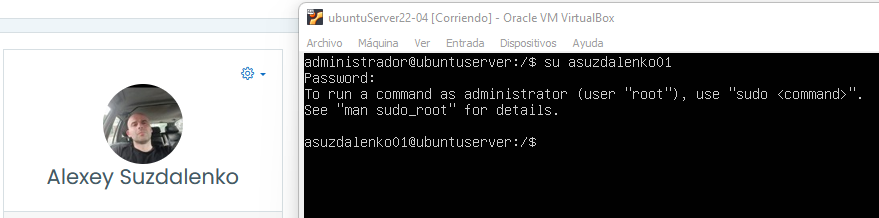 ubuntuServer22-04 [Corriendo] - Oracle VM VirtualBox
Archivo Máquina Ver Entrada Dispositivos Ayuda
administrador@ubuntuserver:/$ su asuzdalenko01
Password:
To run a command as administrator (user "root"), use "sudo <command>".
See "man sudo_root" for details.
asuzdalenko01@ubuntuserver:/$
Alexey Suzdalenko